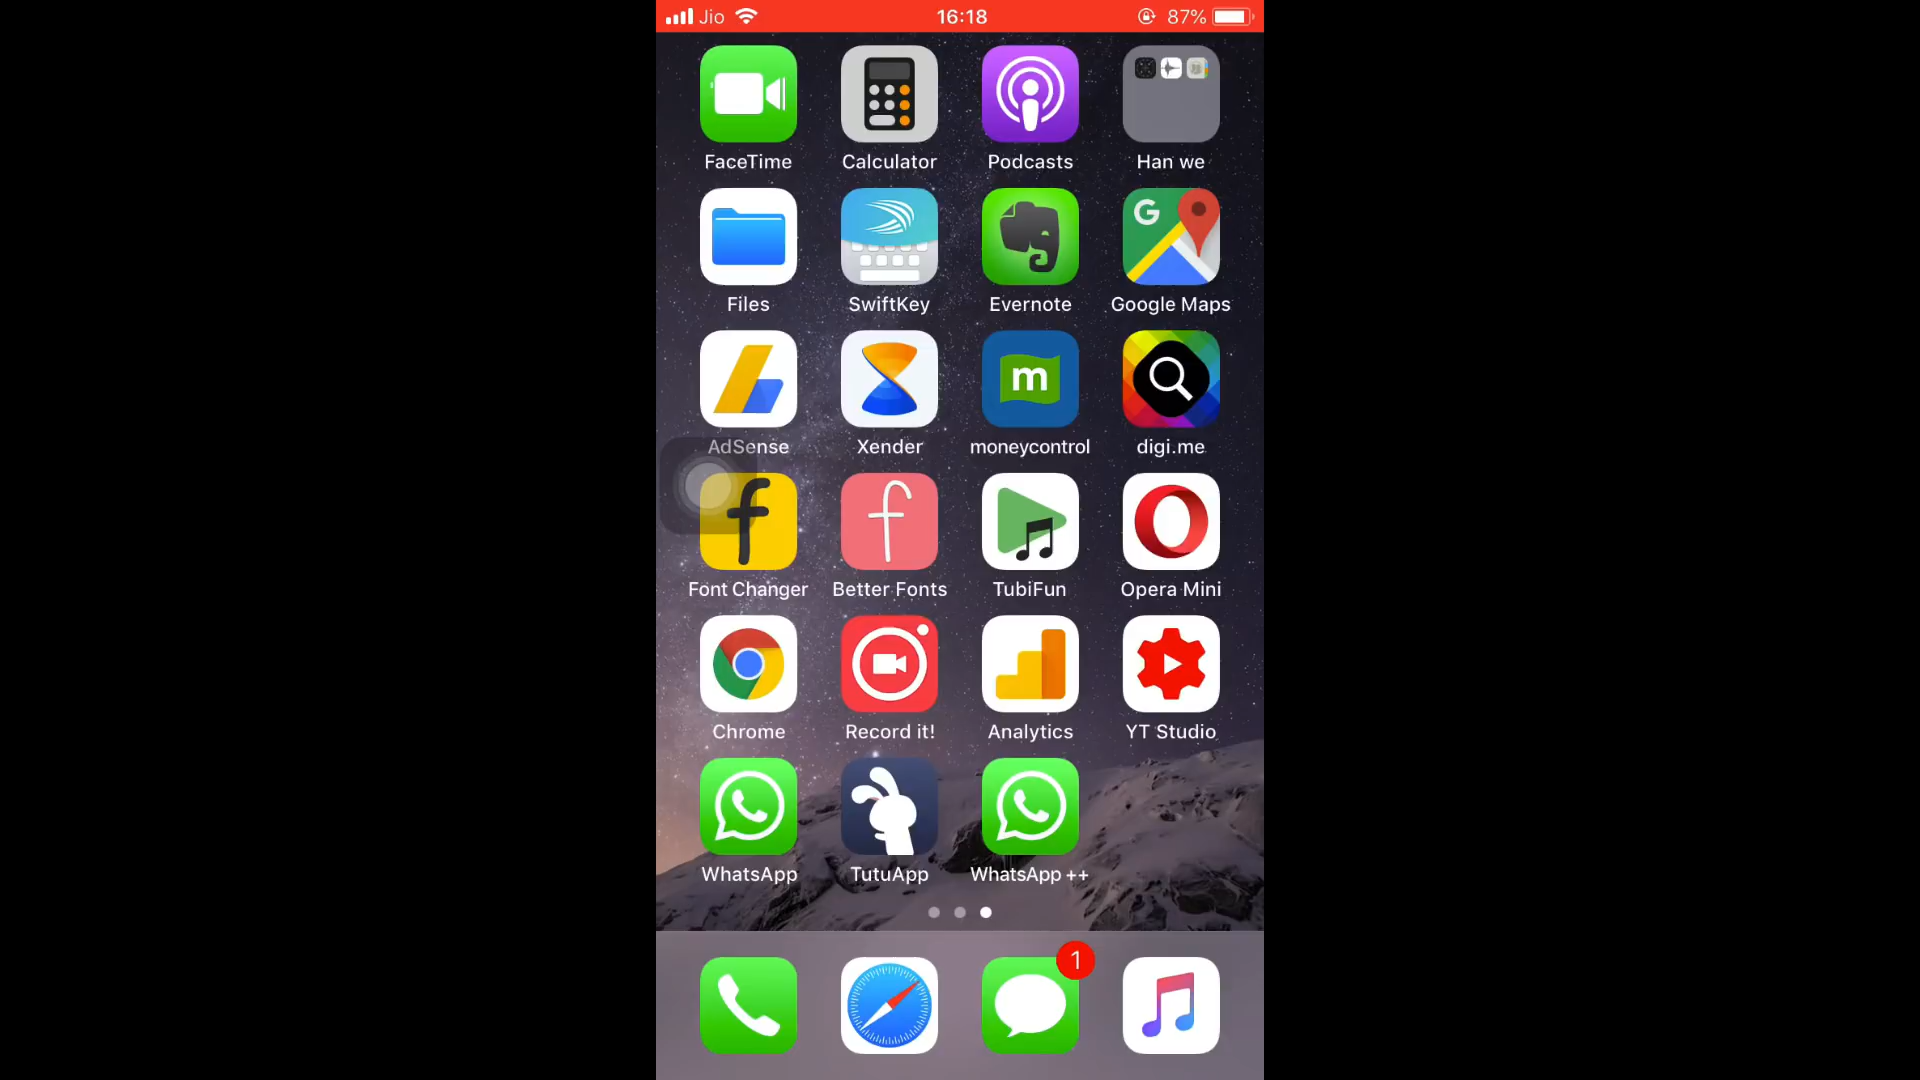 Jio 16:18 87%
FaceTime Calculator Podcasts Han we
G
Files SwiftKey Evernote Google Maps
m
AdSense Xender moneycontrol digi.me
f f
Font Changer Better Fonts TubiFun Opera Mini
Chrome Record it! Analytics YT Studio
WhatsApp TutuApp WhatsApp ++
1